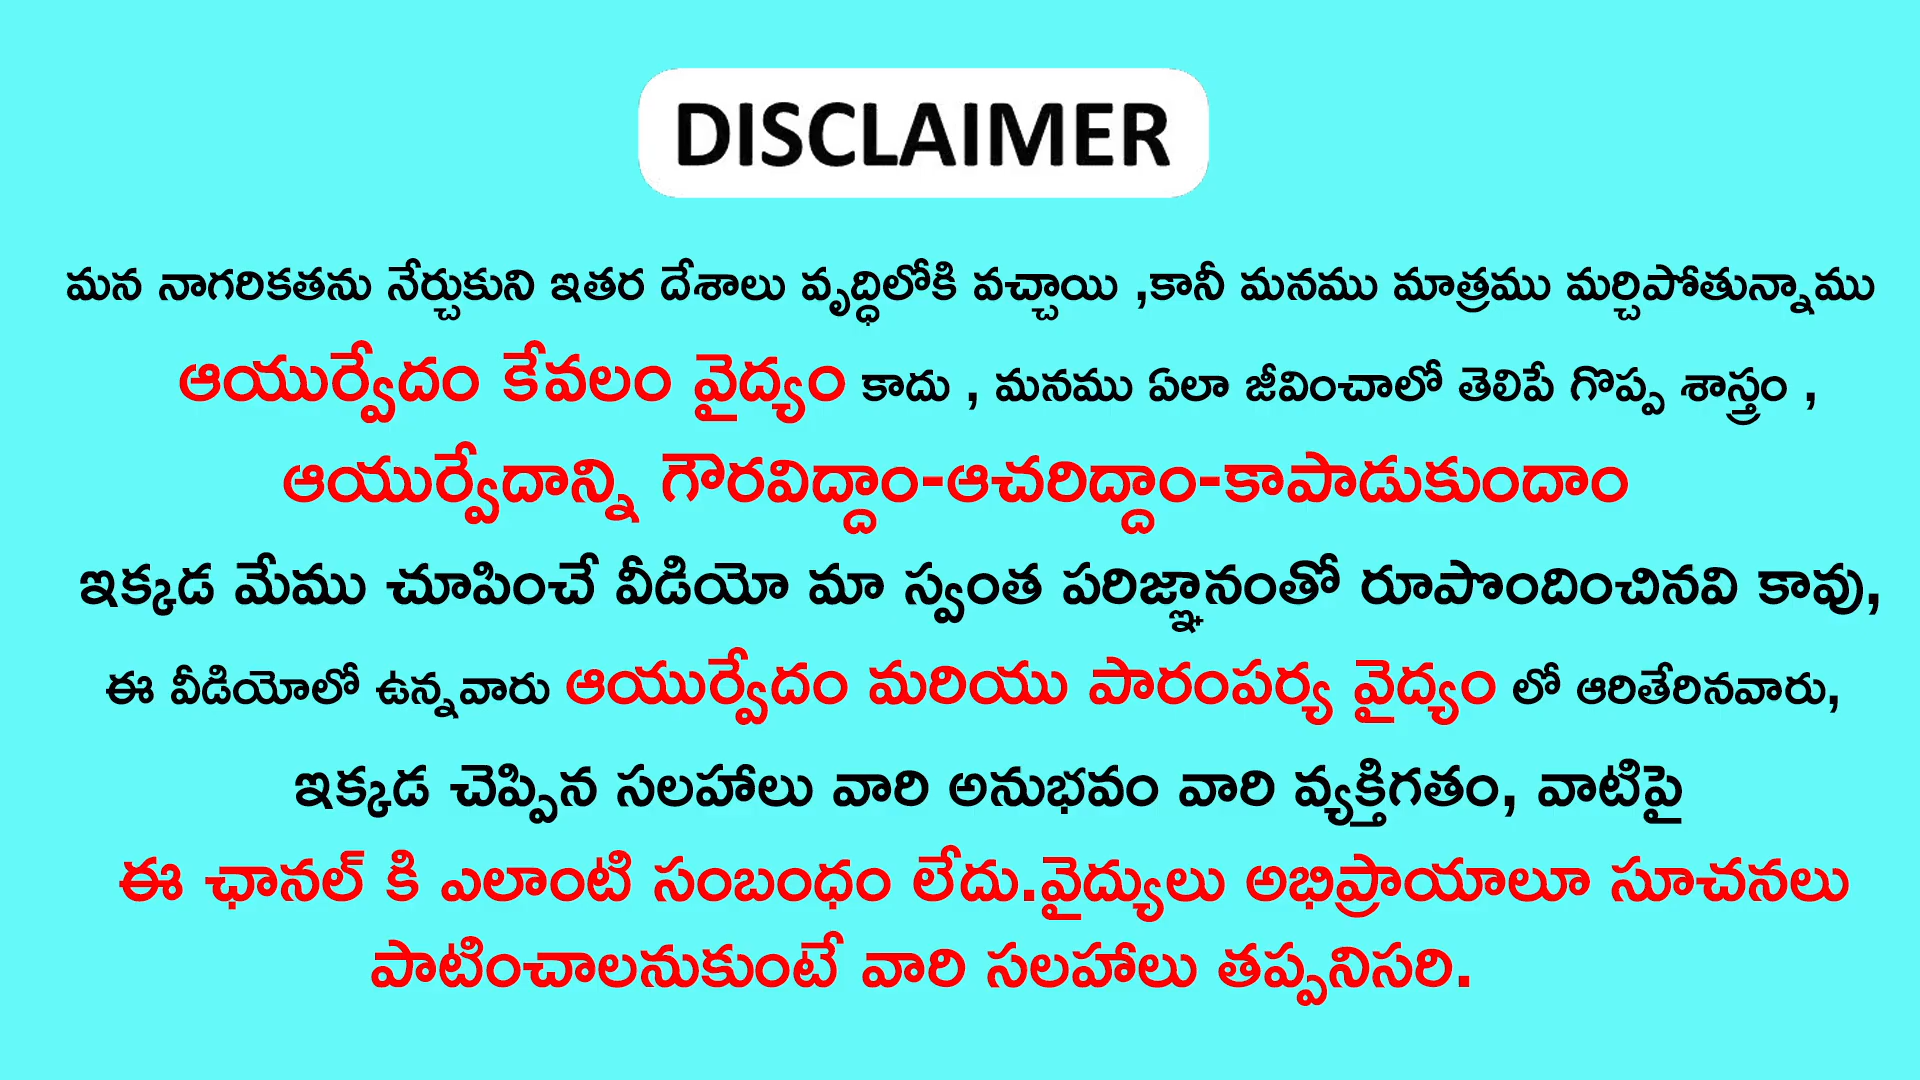 DISCLAIMER
మన నాగరికతను నేర్చుకుని ఇతర దేశాలు వృద్ధిలోకి వచ్చాయి ,కానీ మనము మాత్రము మర్చిపోతున్నాము
ఆయుర్వేదం కేవలం వైద్యం కాదు , మనము ఏలా జీవించాలో తెలిపే గొప్ప శాస్త్రం ,
ఆయుర్వేదాన్ని గౌరవిద్దాం-ఆచరిద్దాం-కాపాడుకుందాం
ఇక్కడ మేము చూపించే వీడియో మా స్వంత పరిజ్ఞానంతో రూపొందించినవి కావు,
ఈ వీడియోలో ఉన్నవారు ఆయుర్వేదం మరియు పారంపర్య వైద్యం లో ఆరితేరినవారు,
ఇక్కడ చెప్పిన సలహాలు వారి అనుభవం వారి వ్యక్తిగతం, వాటిపై
ఈ ఛానల్ కి ఎలాంటి సంబంధం లేదు.వైద్యులు అభిప్రాయాలూ సూచనలు
పాటించాలనుకుంటే వారి సలహాలు తప్పనిసరి.